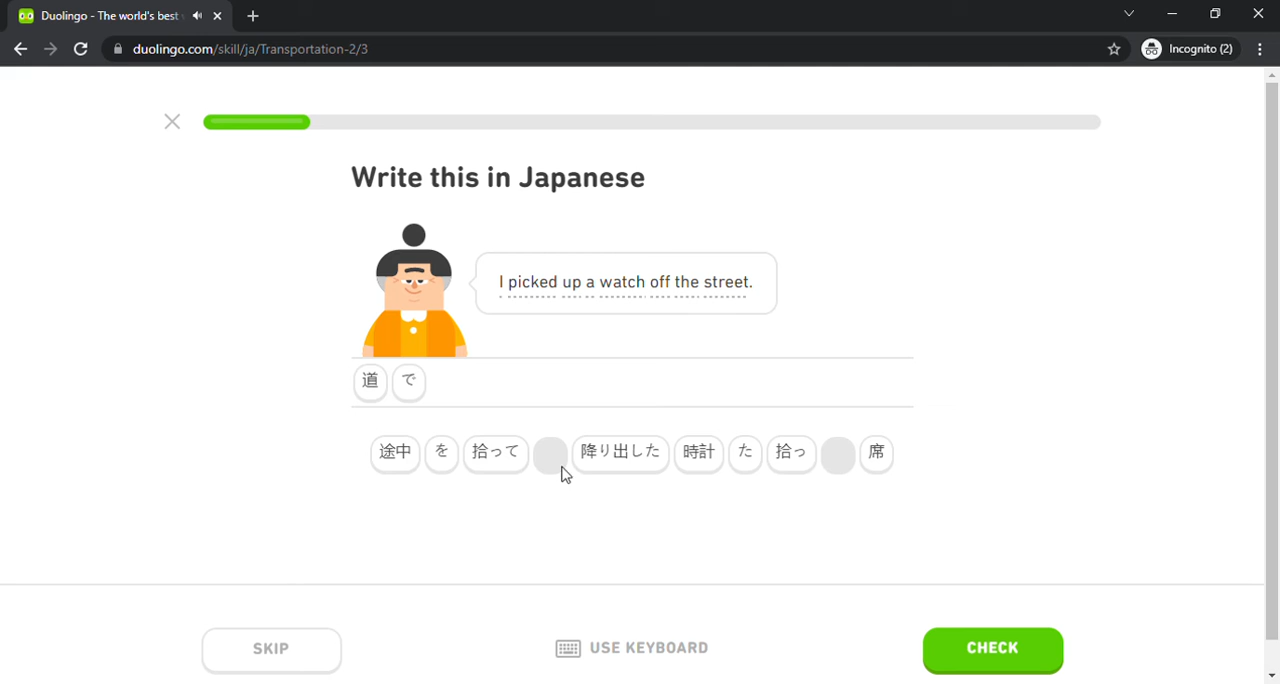 Duolingo - The world's best
duolingo.com/skill/ja/Transportation-2/3
Incognito (2)
Write this in Japanese
I picked up a watch off the street.
道 で
途中 を 拾って 降り出した 時計 た 拾っ 席
SKIP
USE KEYBOARD
CHECK